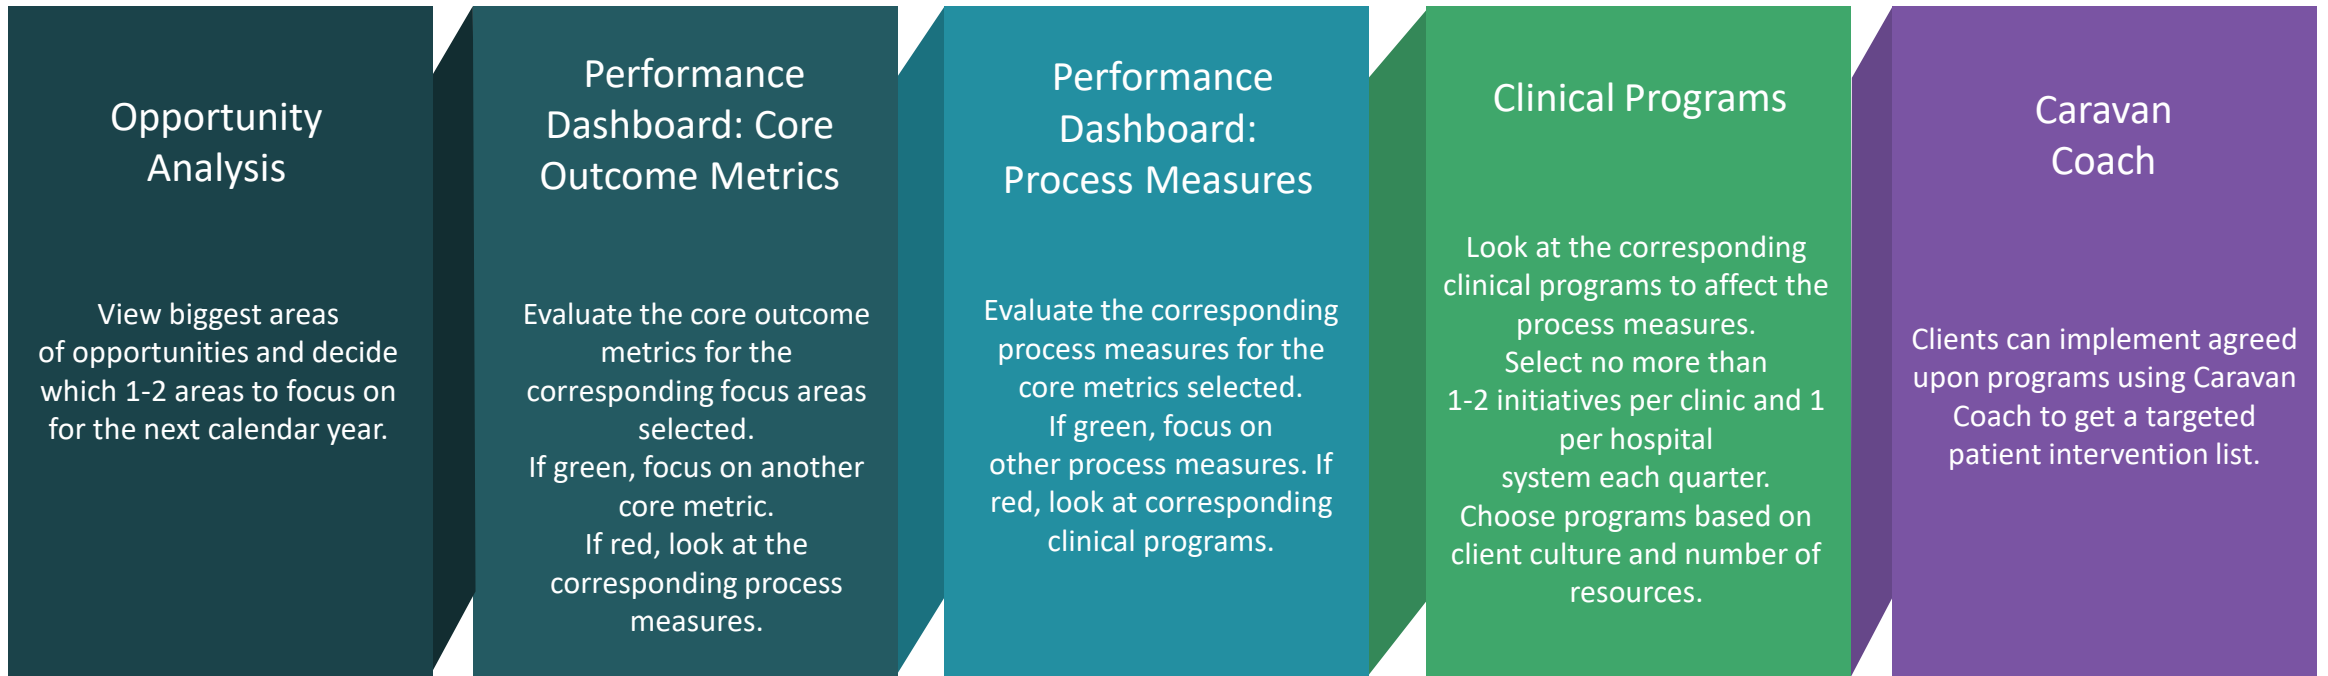 Opportunity
Analysis
View biggest areas
of opportunities and decide
which 1-2 areas to focus on
for the next calendar year.
Performance
Dashboard: Core
Outcome Metrics
Evaluate the core outcome
metrics for the
corresponding focus areas
selected.
If green, focus on another
core metric.
If red, look at the
corresponding process
measures.
Performance
Dashboard:
Process Measures
Evaluate the corresponding
process measures for the
core metrics selected.
If green, focus on
other process measures. If
red, look at corresponding
clinical programs.
Clinical Programs
Look at the corresponding
clinical programs to affect the
process measures.
Select no more than
1-2 initiatives per clinic and 1
per hospital
system each quarter.
Choose programs based on
client culture and number of
resources.
Caravan
Coach
Clients can implement agreed
upon programs using Caravan
Coach to get a targeted
patient intervention list.